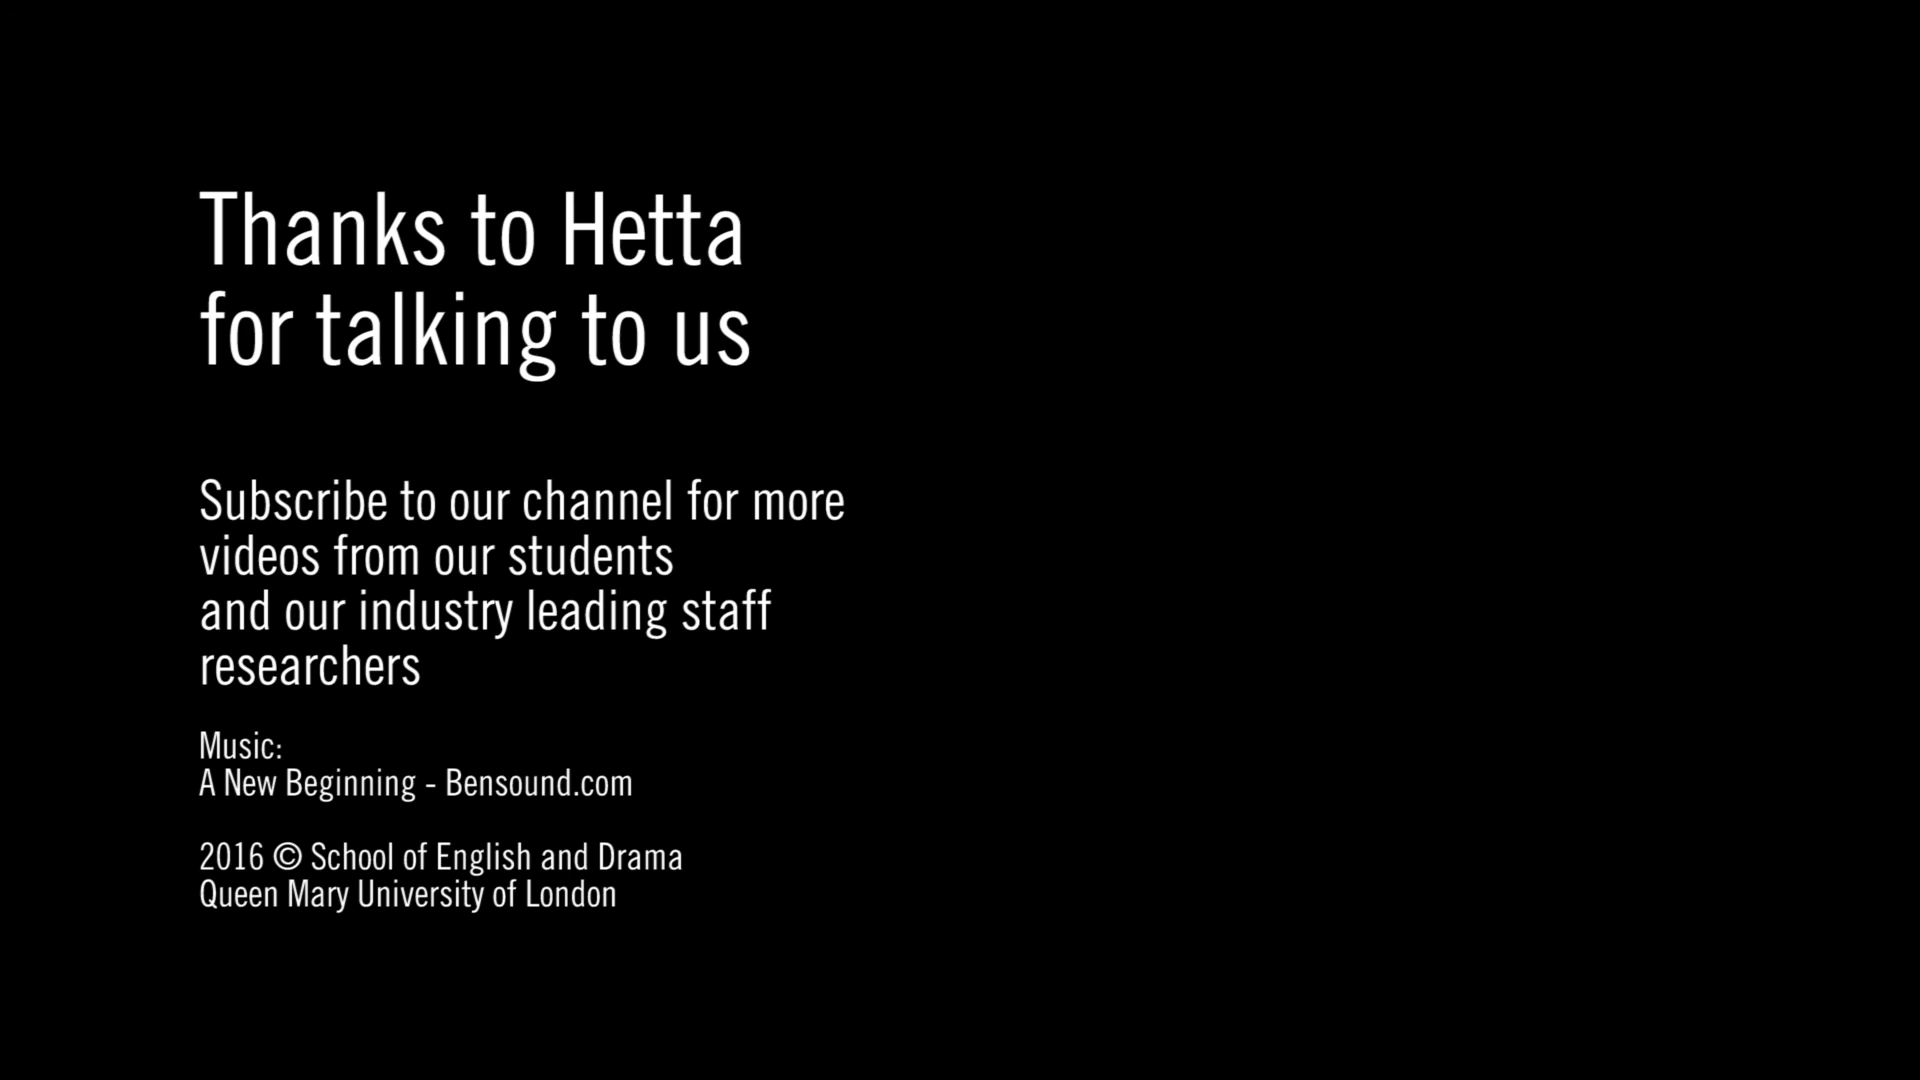 Thanks to Hetta
for talking to us
Subscribe to our channel for more
videos from our students
and our industry leading staff
researchers
Music:
A New Beginning - Bensound.com
2016 © School of English and Drama
Queen Mary University of London